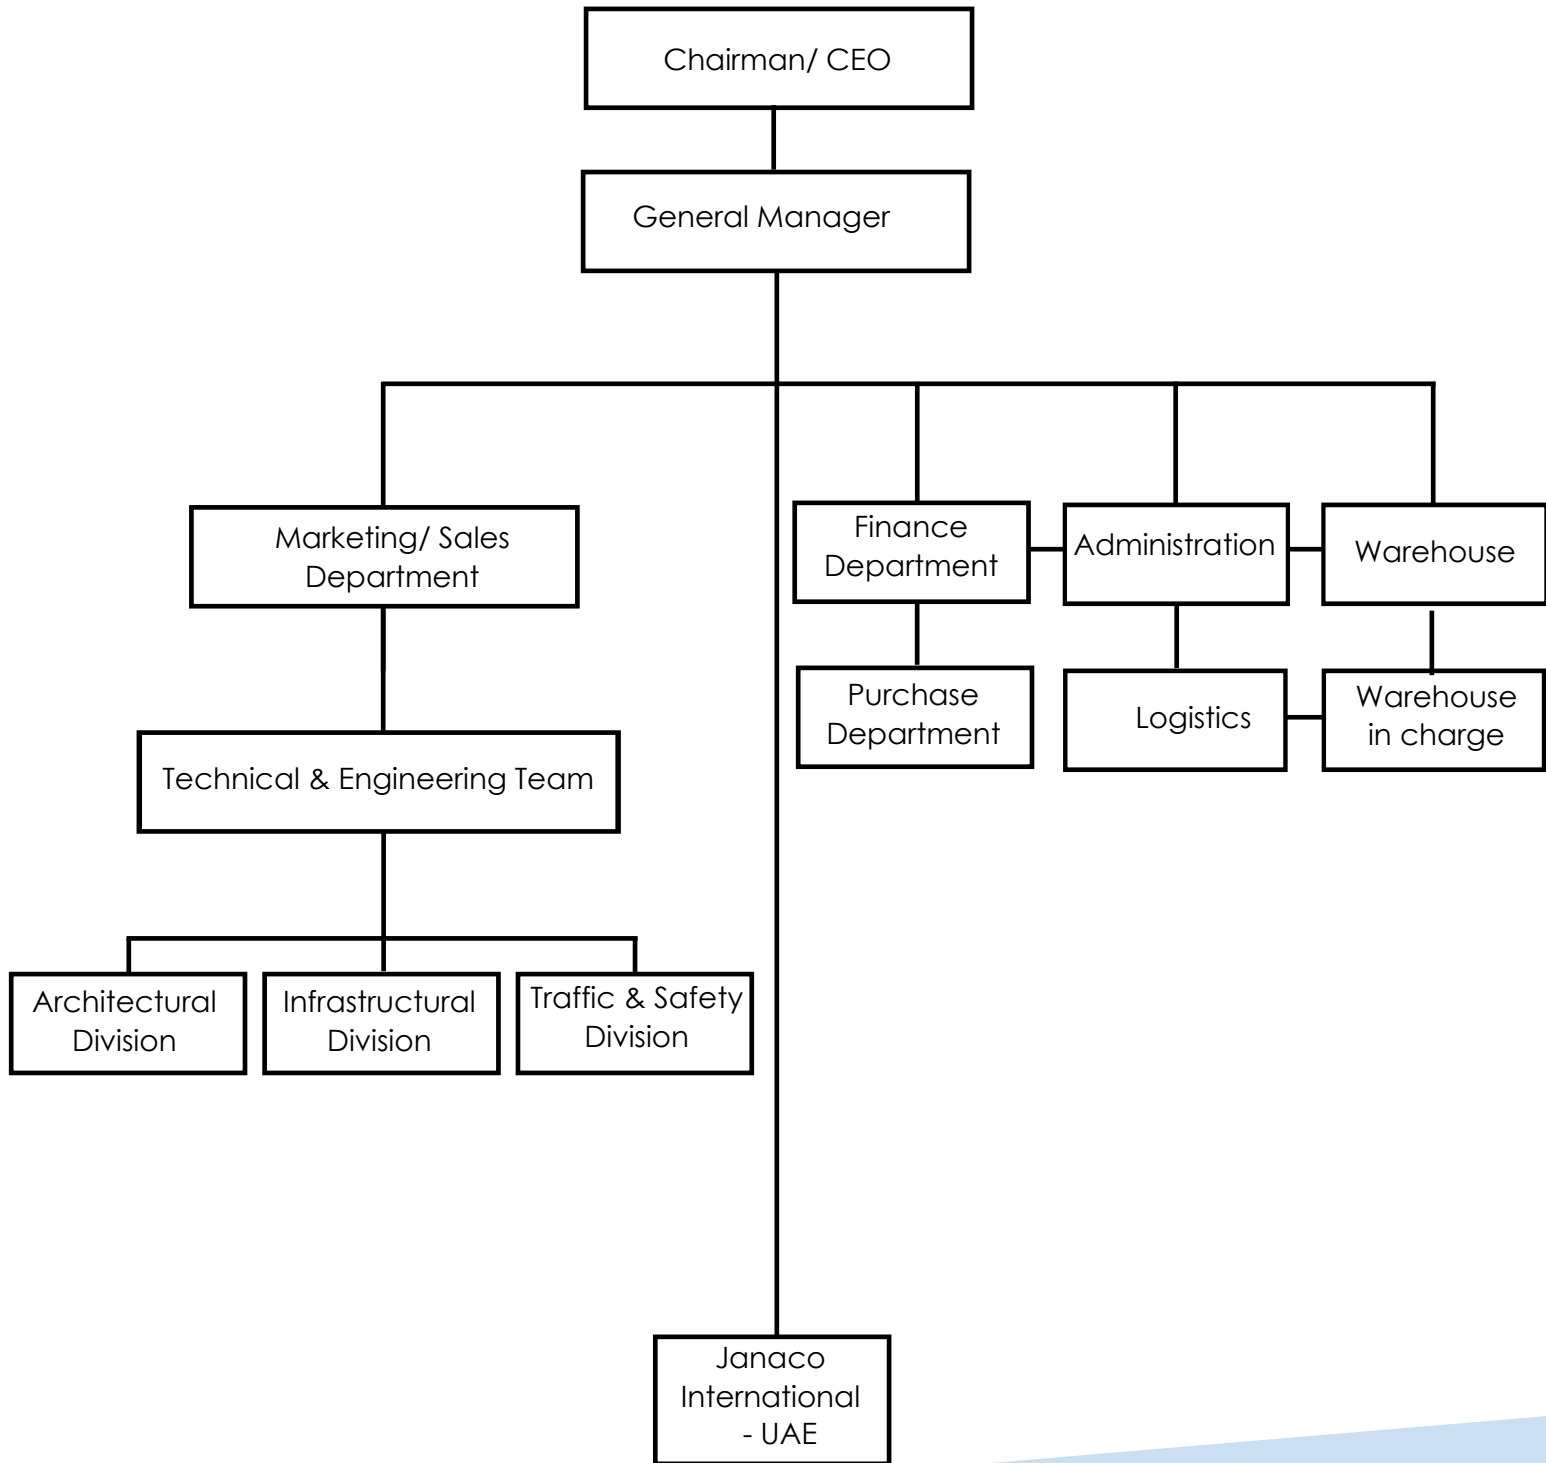 Chairman/ CEO
General Manager
Marketing/ Sales
Department
Finance
Department
Administration
Warehouse
Purchase
Department
Logistics
Warehouse
in charge
Technical & Engineering Team
Architectural
Division
Infrastructural
Division
Traffic & Safety
Division
Janaco
International
- UAE